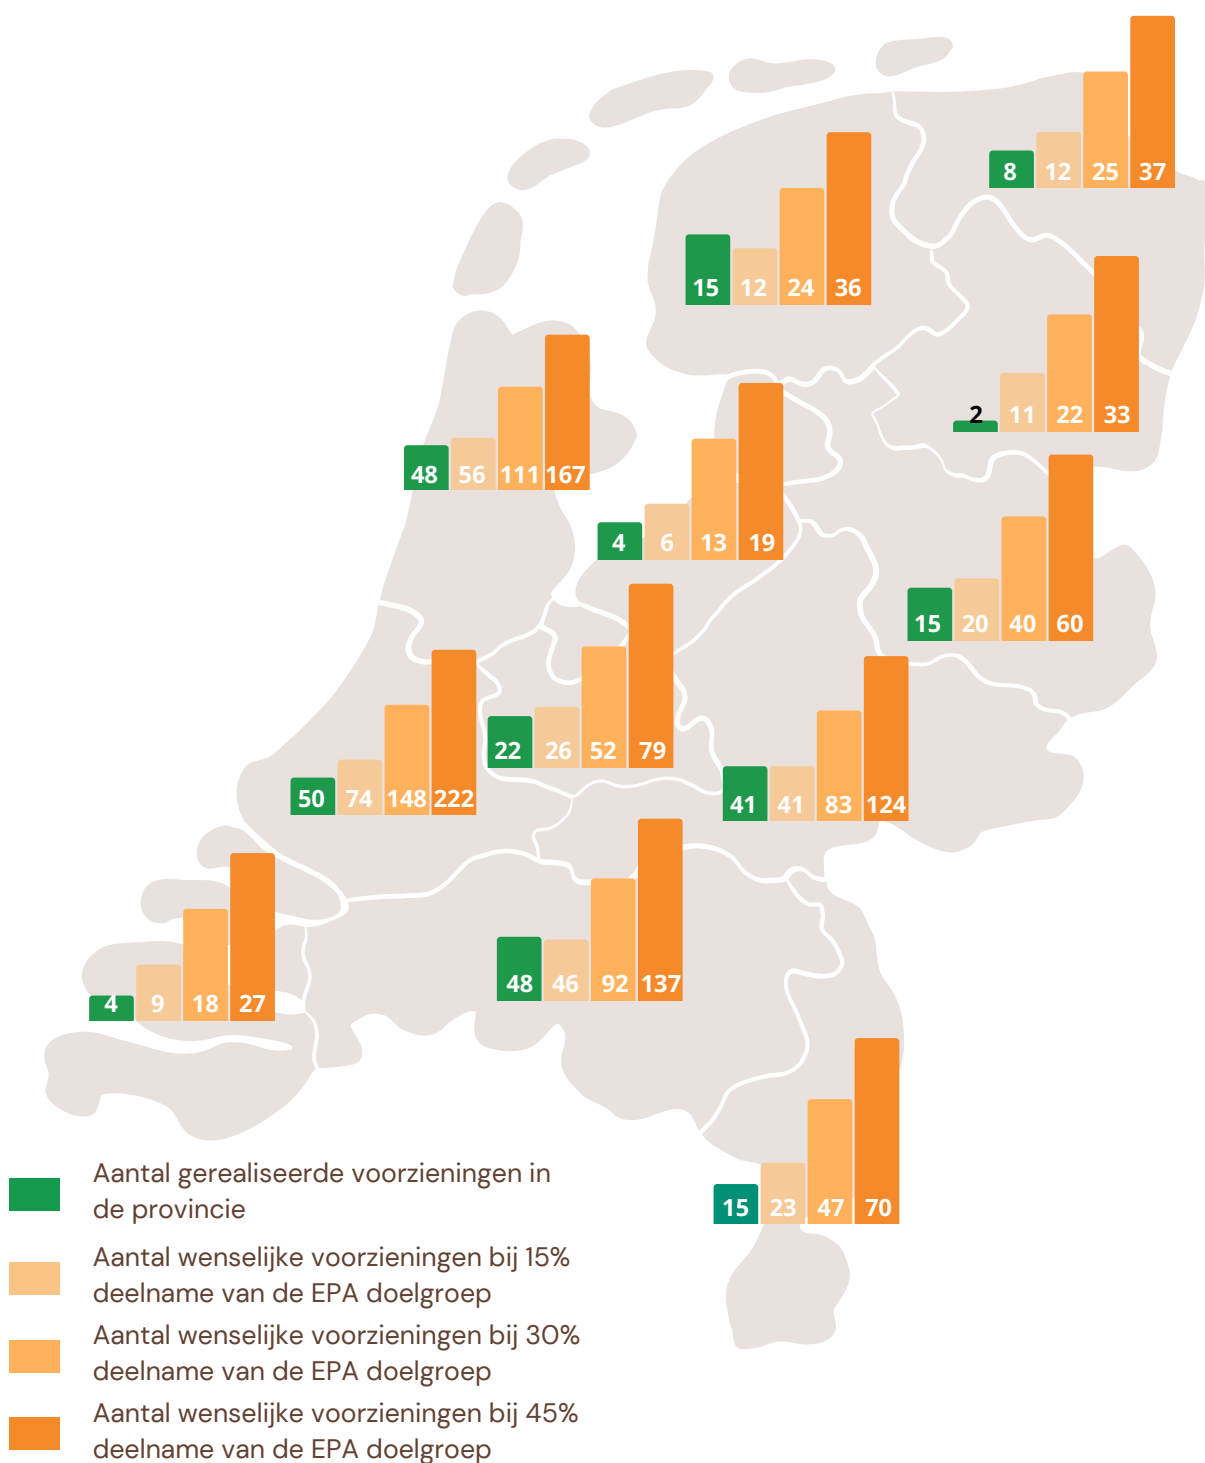 8 12 25 37
15 12 24 36
2 11 22 33
48 56 111 167
4 6 13 19
15 20 40 60
22 26 52 79
50 74 148 222
41 41 83 124
48 46 92 137
4 9 18 27
15 23 47 70
Aantal gerealiseerde voorzieningen in
de provincie
Aantal wenselijke voorzieningen bij 15%
deelname van de EPA doelgroep
Aantal wenselijke voorzieningen bij 30%
deelname van de EPA doelgroep
Aantal wenselijke voorzieningen bij 45%
deelname van de EPA doelgroep